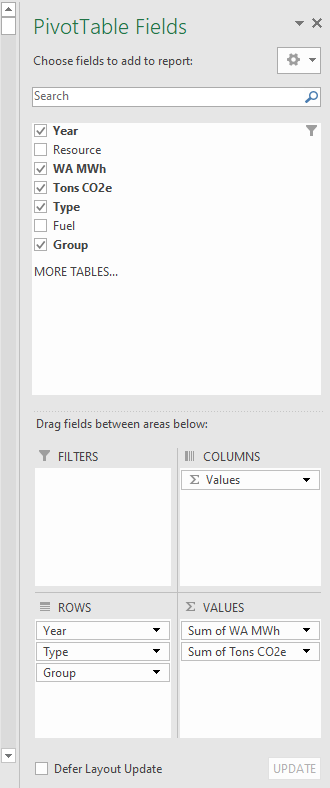 PivotTable Fields
Choose fields to add to report:
Search
Year
Resource
WA MWh
Tons CO2e
Type
Fuel
Group
MORE TABLES...
Drag fields between areas below:
FILTERS
COLUMNS
Σ Values
ROWS
Σ VALUES
Year
Sum of WA MWh
Type
Sum of Tons CO2e
Group
Defer Layout Update
UPDATE